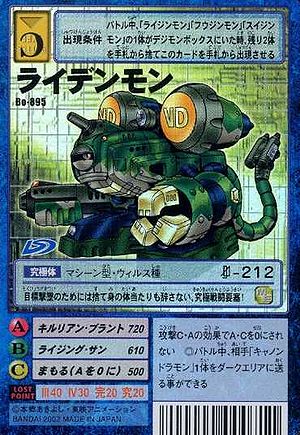 出現条件
バトル中、「ライジンモン」「フウジンモン」「スイジン
モン」の1体がデジモンボックスにいた時、残り2体
を手札から捨てこのカードを手札から出現させる
ライデンモン
Bo-895
ND
ND
究極体 マシーン型・ウィルス種
-212
目標撃墜のためには捨て身の体当たりも辞さない、究極戦闘要塞!
A キルリアン・プラント 720
B ライジング・サン 610
C まもる(Aを0に) 500
LOST POINT Ⅲ40 Ⅳ30 完20 究20
攻撃C・Aの効果でA・Cを0にされ
ない ◎バトル中、相手「キャノン
ドラモン」1体をダークエリアに送
る事ができる
©本郷あきよし・東映アニメーション
©BANDAI 2002 MADE IN JAPAN